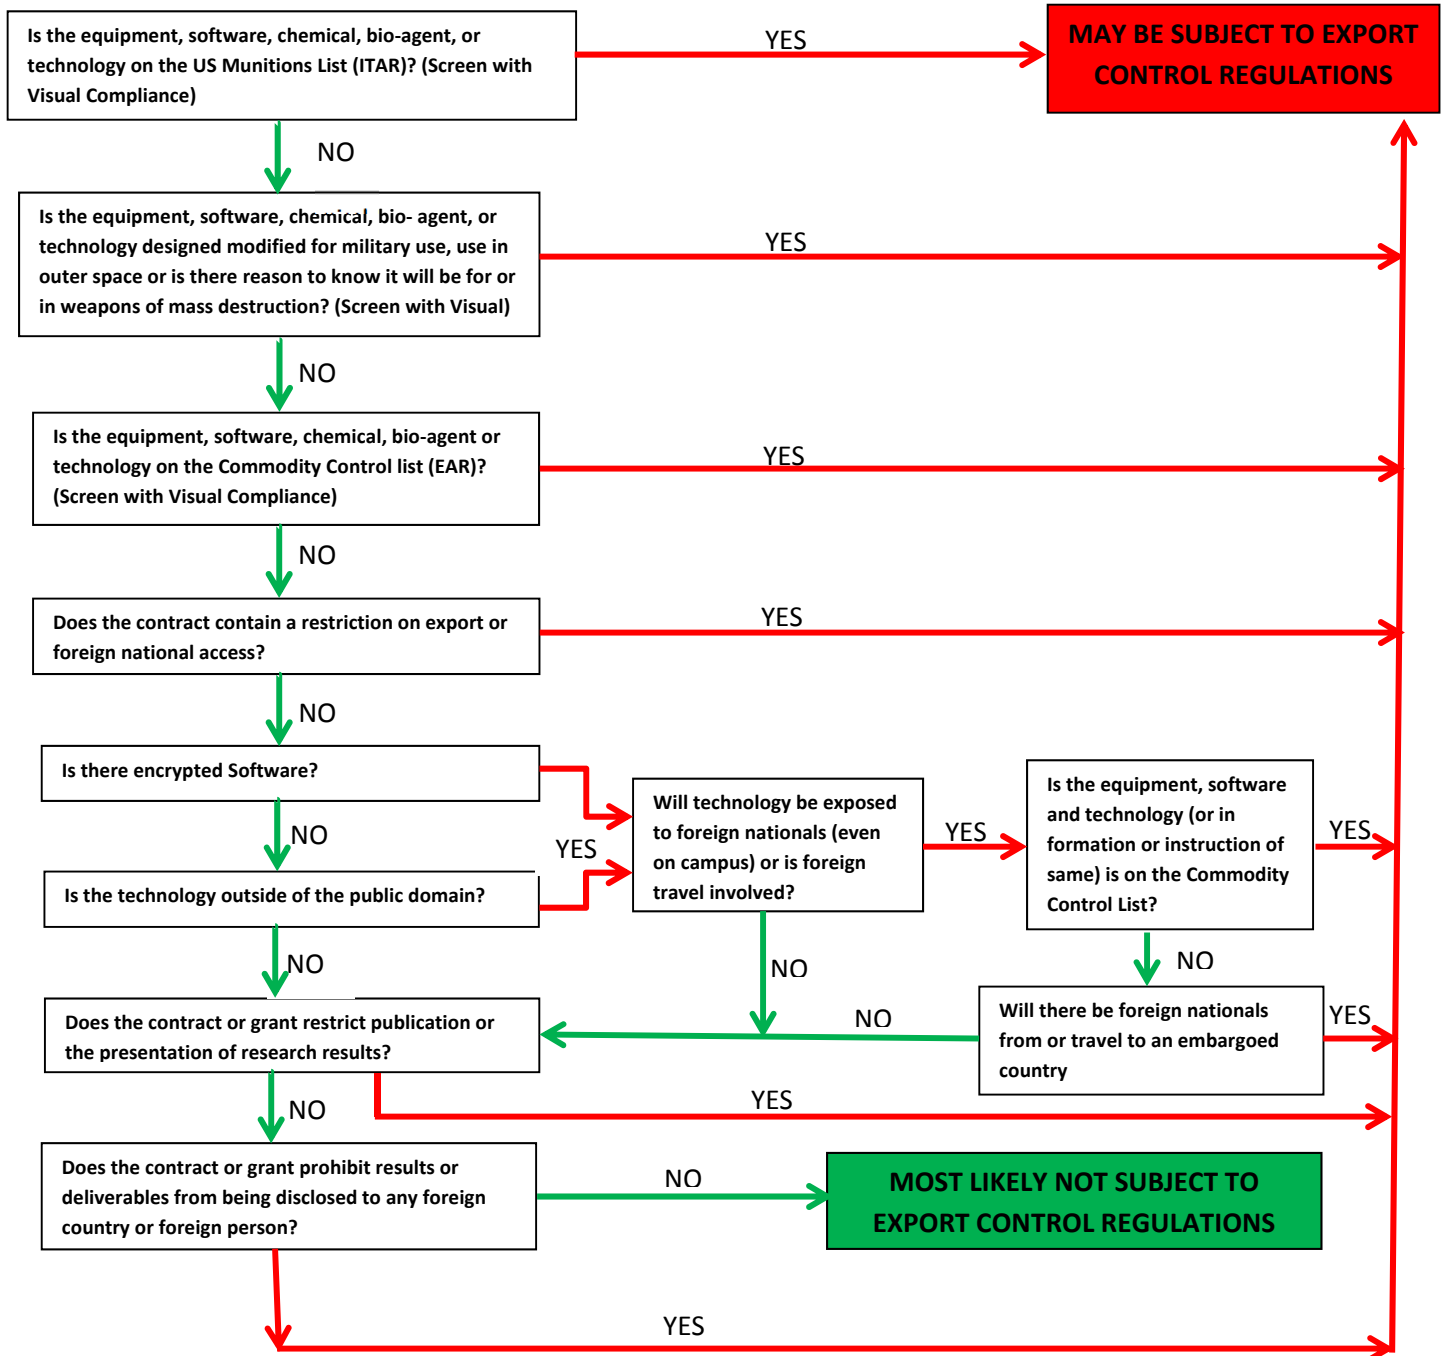 Is the equipment, software, chemical, bio-agent, or
technology on the US Munitions List (ITAR)? (Screen with
Visual Compliance)
YES
MAY BE SUBJECT TO EXPORT
CONTROL REGULATIONS
NO
Is the equipment, software, chemical, bio- agent, or
technology designed modified for military use, use in
outer space or is there reason to know it will be for or
in weapons of mass destruction? (Screen with Visual)
YES
NO
Is the equipment, software, chemical, bio-agent or
technology on the Commodity Control list (EAR)?
(Screen with Visual Compliance)
YES
NO
Does the contract contain a restriction on export or
foreign national access?
YES
NO
Is there encrypted Software?
NO
YES
Is the technology outside of the public domain?
Will technology be exposed
to foreign nationals (even
on campus) or is foreign
travel involved?
YES
Is the equipment, software
and technology (or in
formation or instruction of
same) is on the Commodity
Control List?
YES
NO
NO
NO
Does the contract or grant restrict publication or
the presentation of research results?
NO
Will there be foreign nationals
from or travel to an embargoed
country
YES
YES
NO
Does the contract or grant prohibit results or
deliverables from being disclosed to any foreign
country or foreign person?
NO
MOST LIKELY NOT SUBJECT TO
EXPORT CONTROL REGULATIONS
YES